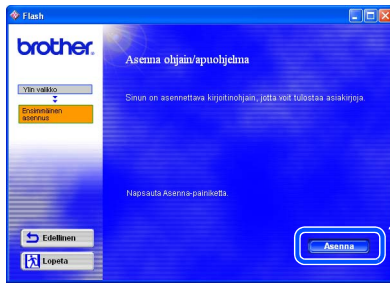 Flash
brother.
Asenna ohjain/apuohjelma
Ylin valikko
Ensimmäinen
asennus
Sinun on asennettava kirjoitinohjain, jotta voit tulostaa asiakirjoja.
Napsauta Asenna-painiketta.
Edellinen
Lopeta
Asenna